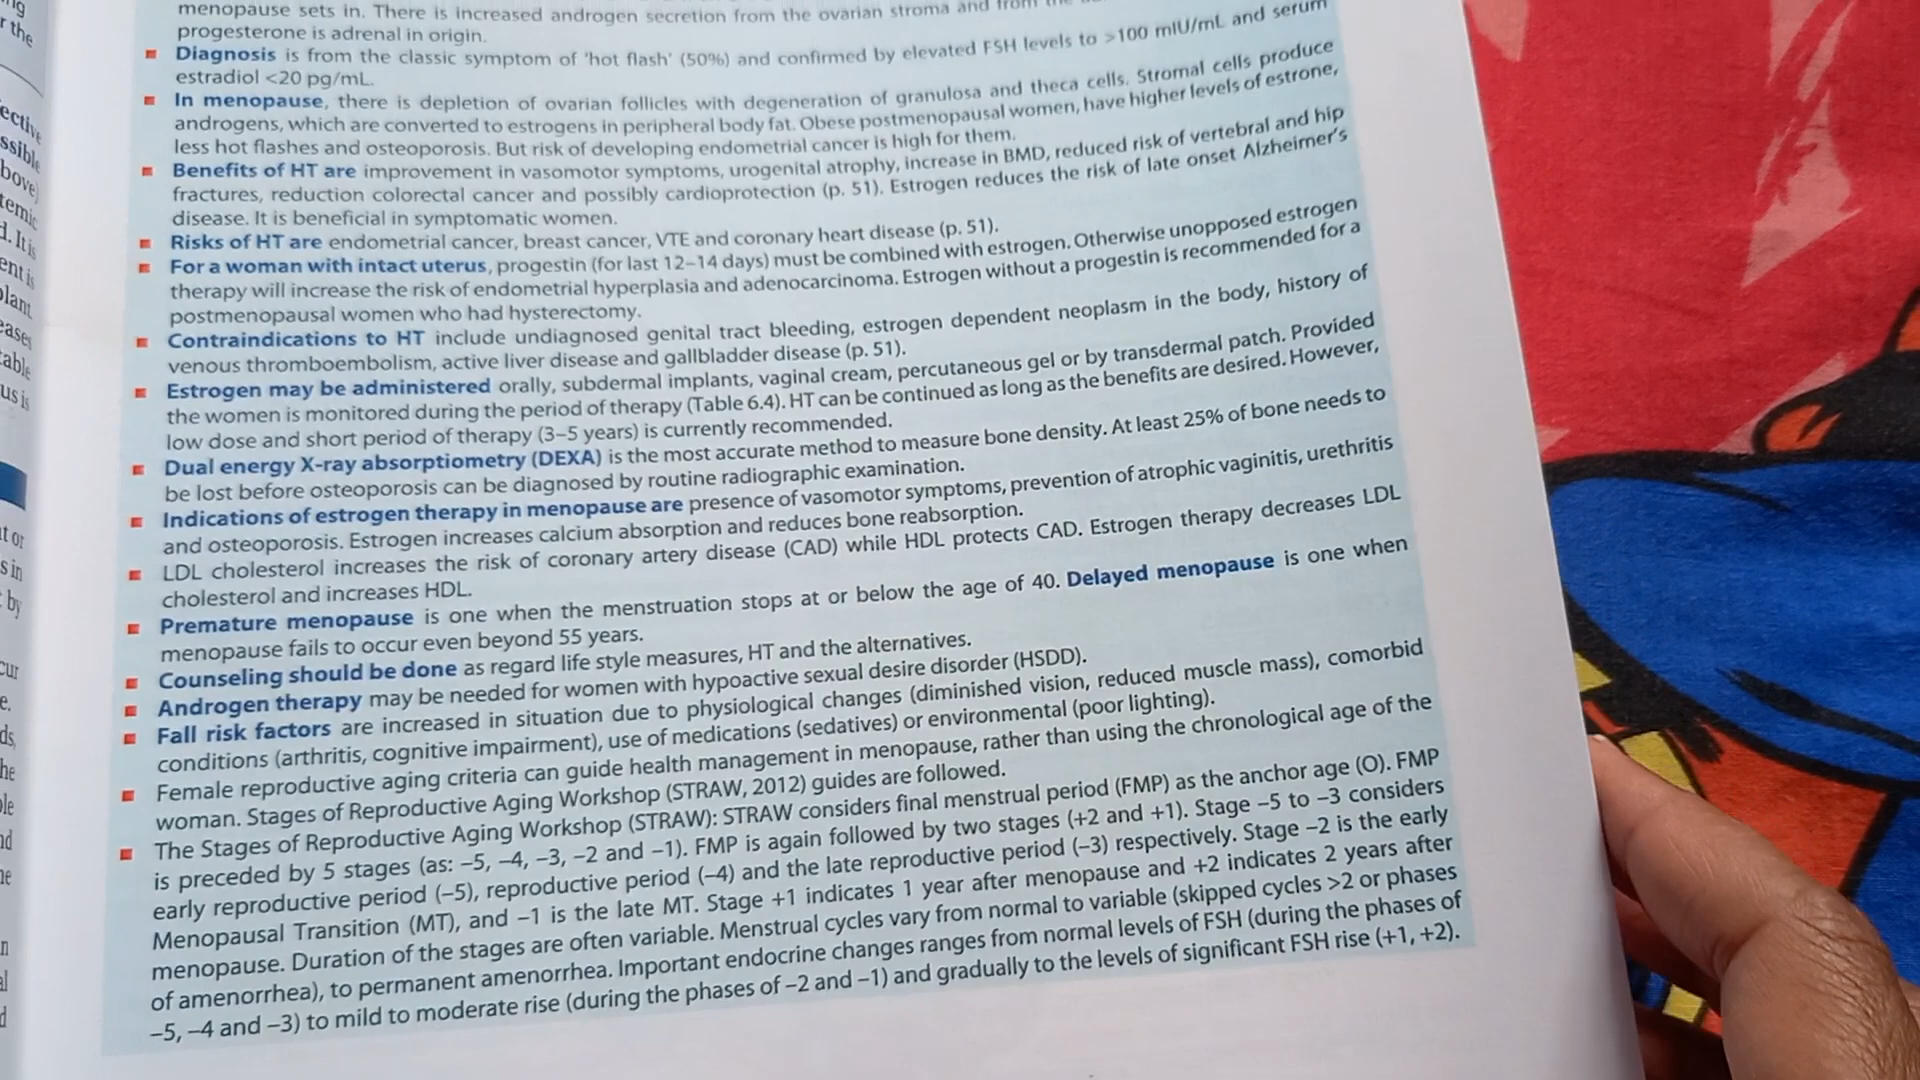 ng
r the
menopause sets in. There is increased androgen secretion from the ovarian stroma and from the
progesterone is adrenal in origin.
Diagnosis is from the classic symptom of 'hot flash' (50%) and confirmed by elevated FSH levels to >100 mIU/mL and serum
estradiol <20 pg/mL.
In menopause, there is depletion of ovarian follicles with degeneration of granulosa and theca cells. Stromal cells produce
androgens, which are converted to estrogens in peripheral body fat. Obese postmenopausal women, have higher levels of estrone,
less hot flashes and osteoporosis. But risk of developing endometrial cancer is high for them.
Benefits of HT are improvement in vasomotor symptoms, urogenital atrophy, increase in BMD, reduced risk of vertebral and hip
fractures, reduction colorectal cancer and possibly cardioprotection (p. 51). Estrogen reduces the risk of late onset Alzheimer's
disease. It is beneficial in symptomatic women.
Risks of HT are endometrial cancer, breast cancer, VTE and coronary heart disease (p. 51).
For a woman with intact uterus, progestin (for last 12–14 days) must be combined with estrogen. Otherwise unopposed estrogen
therapy will increase the risk of endometrial hyperplasia and adenocarcinoma. Estrogen without a progestin is recommended for a
postmenopausal women who had hysterectomy.
Contraindications to HT include undiagnosed genital tract bleeding, estrogen dependent neoplasm in the body, history of
venous thromboembolism, active liver disease and gallbladder disease (p. 51).
Estrogen may be administered orally, subdermal implants, vaginal cream, percutaneous gel or by transdermal patch. Provided
the women is monitored during the period of therapy (Table 6.4). HT can be continued as long as the benefits are desired. However,
low dose and short period of therapy (3–5 years) is currently recommended.
Dual energy X-ray absorptiometry (DEXA) is the most accurate method to measure bone density. At least 25% of bone needs to
be lost before osteoporosis can be diagnosed by routine radiographic examination.
Indications of estrogen therapy in menopause are presence of vasomotor symptoms, prevention of atrophic vaginitis, urethritis
and osteoporosis. Estrogen increases calcium absorption and reduces bone reabsorption.
LDL cholesterol increases the risk of coronary artery disease (CAD) while HDL protects CAD. Estrogen therapy decreases LDL
cholesterol and increases HDL.
Premature menopause is one when the menstruation stops at or below the age of 40. Delayed menopause is one when
menopause fails to occur even beyond 55 years.
Counseling should be done as regard life style measures, HT and the alternatives.
Androgen therapy may be needed for women with hypoactive sexual desire disorder (HSDD).
Fall risk factors are increased in situation due to physiological changes (diminished vision, reduced muscle mass), comorbid
conditions (arthritis, cognitive impairment), use of medications (sedatives) or environmental (poor lighting).
Female reproductive aging criteria can guide health management in menopause, rather than using the chronological age of the
woman. Stages of Reproductive Aging Workshop (STRAW, 2012) guides are followed.
The Stages of Reproductive Aging Workshop (STRAW): STRAW considers final menstrual period (FMP) as the anchor age (O). FMP
is preceded by 5 stages (as: –5, –4, –3, –2 and –1). FMP is again followed by two stages (+2 and +1). Stage –5 to –3 considers
early reproductive period (–5), reproductive period (–4) and the late reproductive period (–3) respectively. Stage –2 is the early
Menopausal Transition (MT), and –1 is the late MT. Stage +1 indicates 1 year after menopause and +2 indicates 2 years after
menopause. Duration of the stages are often variable. Menstrual cycles vary from normal to variable (skipped cycles >2 or phases
of amenorrhea), to permanent amenorrhea. Important endocrine changes ranges from normal levels of FSH (during the phases of
–5, –4 and –3) to mild to moderate rise (during the phases of –2 and –1) and gradually to the levels of significant FSH rise (+1, +2).